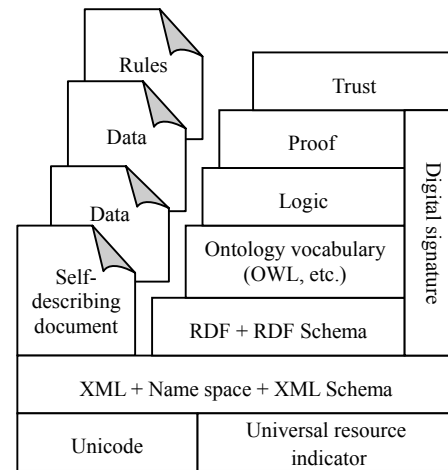 Rules
Trust
Data
Proof
Digital signature
Data
Logic
Self-
describing
document
Ontology vocabulary
(OWL, etc.)
RDF + RDF Schema
XML + Name space + XML Schema
Unicode
Universal resource
indicator